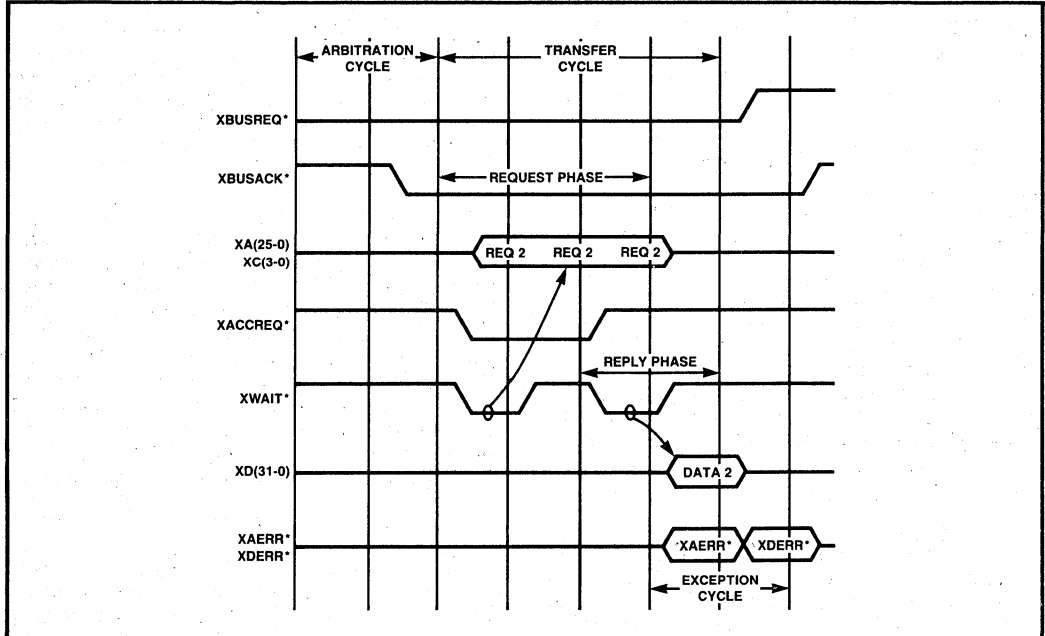 ARBITRATION
CYCLE
TRANSFER
CYCLE
XBUSREQ*
XBUSACK*
REQUEST PHASE
XA(25-0)
XC(3-0)
REQ 2 REQ 2 REQ 2
XACCREQ*
REPLY PHASE
XWAIT*
XD(31-0)
DATA 2
XAERR*
XDERR*
XAERR* XDERR*
EXCEPTION
CYCLE